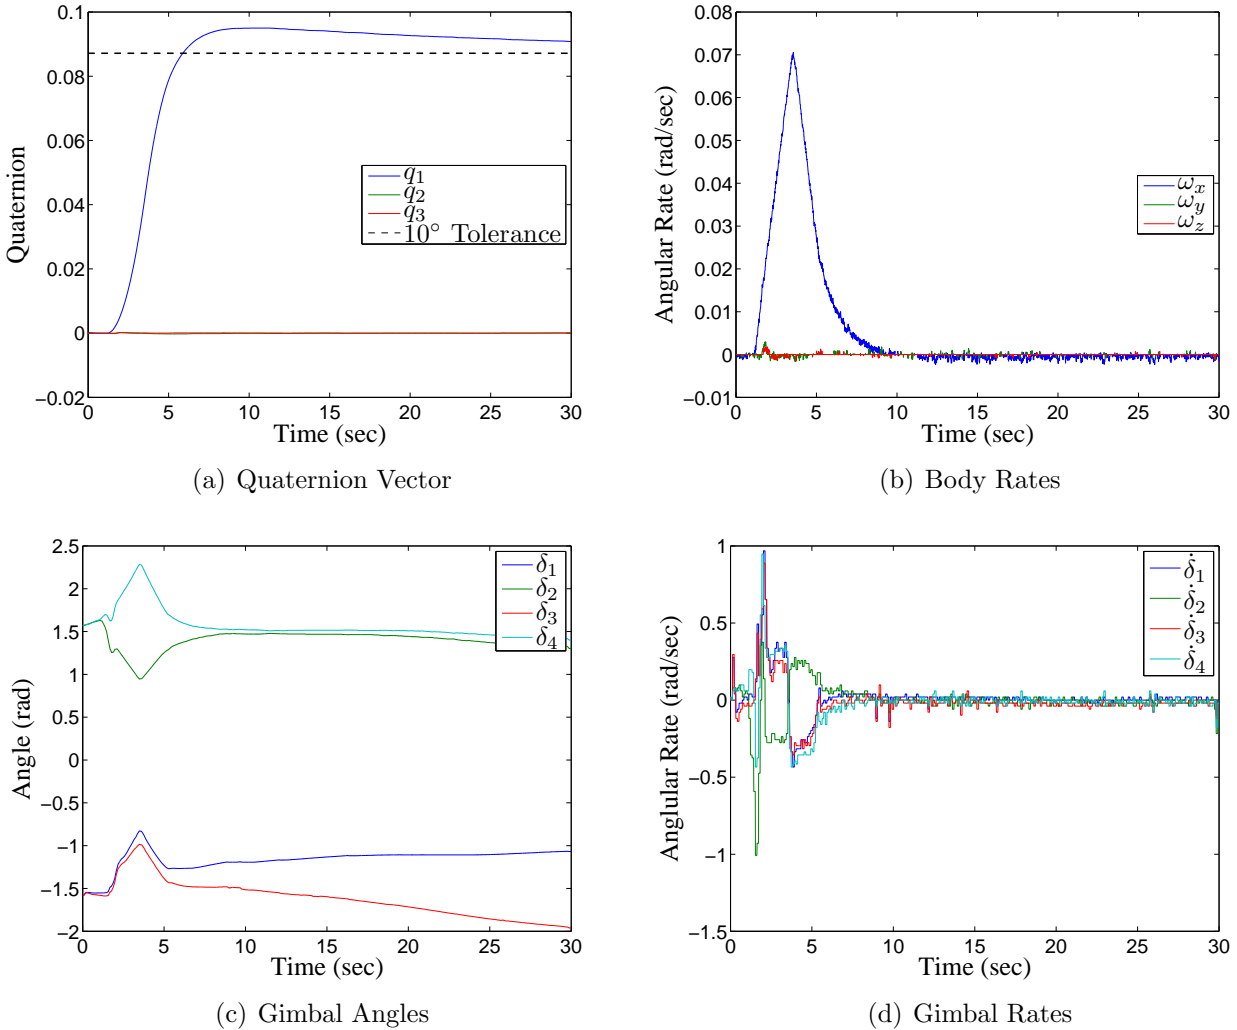 0.1
0.08
0.06
0.04
0.02
0
−0.02
Quaternion
q1
q2
q3
10° Tolerance
0 5 10 15 20 25 30
Time (sec)
(a) Quaternion Vector
0.08
0.07
0.06
0.05
0.04
0.03
0.02
0.01
0
−0.01
Angular Rate (rad/sec)
ωx
ωy
ωz
0 5 10 15 20 25 30
Time (sec)
(b) Body Rates
2.5
2
1.5
1
0.5
0
−0.5
−1
−1.5
−2
Angle (rad)
δ1
δ2
δ3
δ4
0 5 10 15 20 25 30
Time (sec)
(c) Gimbal Angles
1
0.5
0
−0.5
−1
−1.5
Anglular Rate (rad/sec)
δ̇1
δ̇2
δ̇3
δ̇4
0 5 10 15 20 25 30
Time (sec)
(d) Gimbal Rates